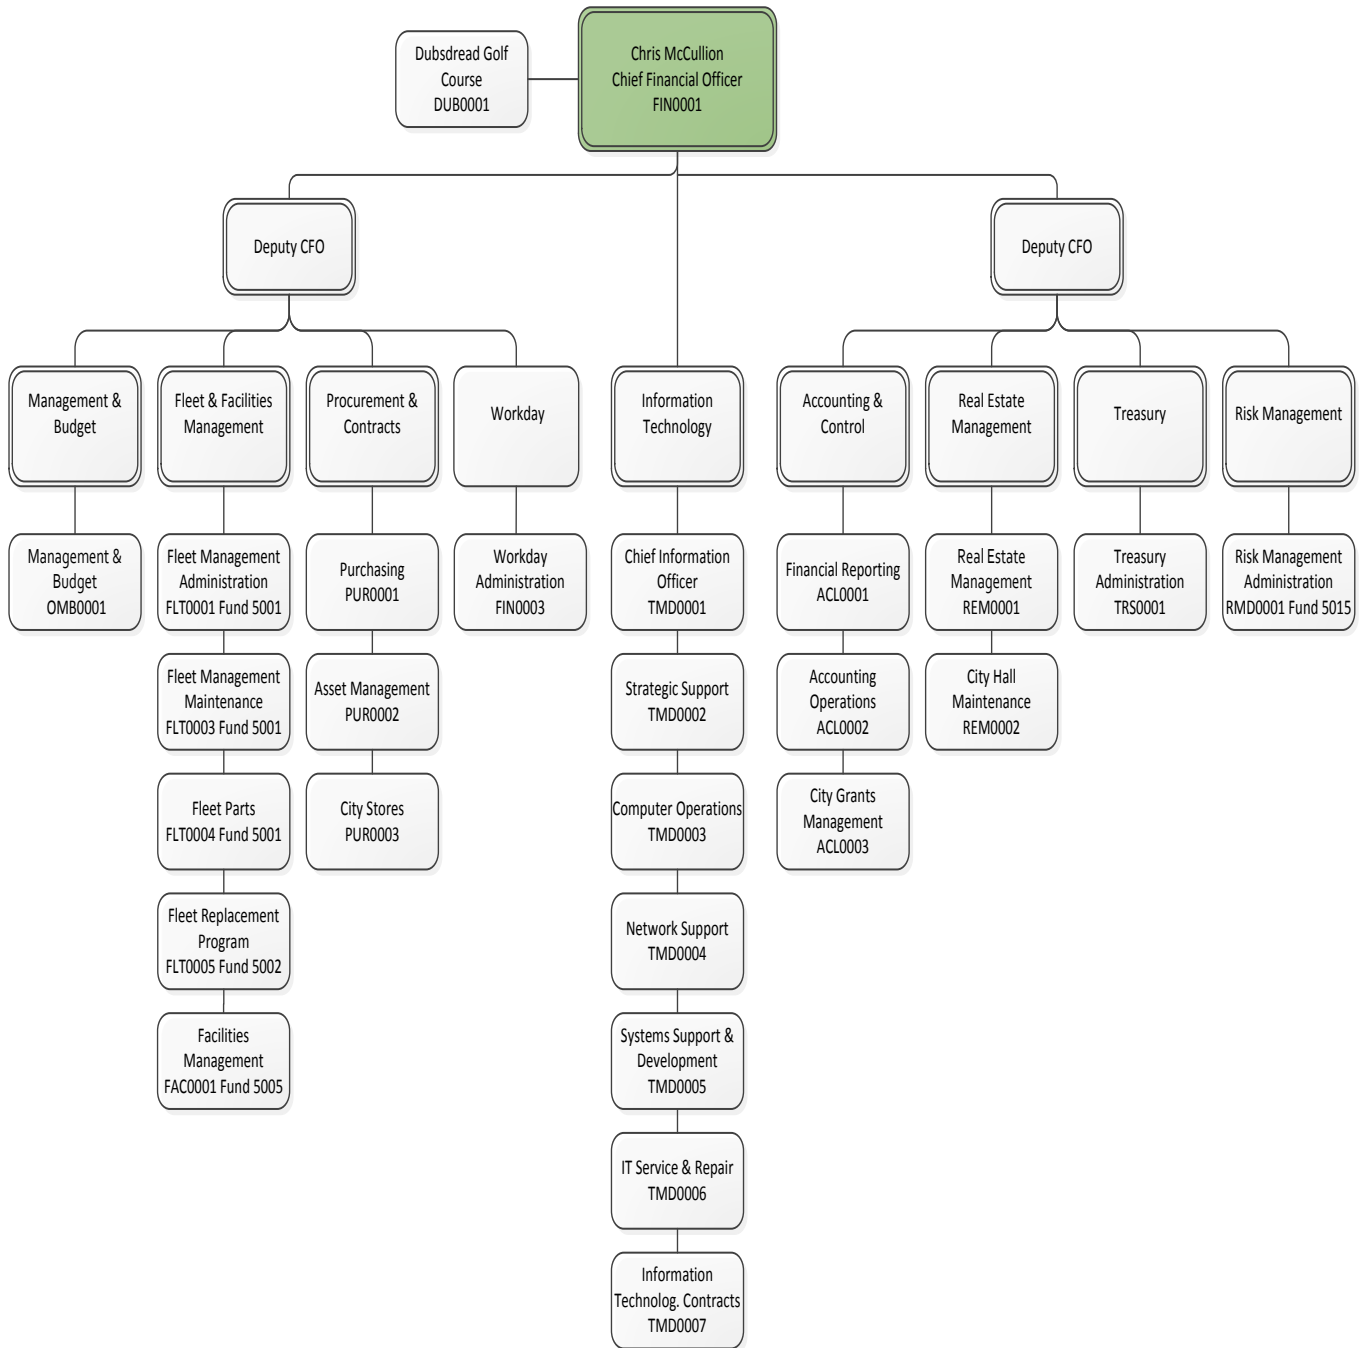 Dubsdread Golf
Course
DUB0001
Chris McCullion
Chief Financial Officer
FIN0001
Deputy CFO
Deputy CFO
Management &
Budget
Fleet & Facilities
Management
Procurement &
Contracts
Workday
Information
Technology
Accounting &
Control
Real Estate
Management
Treasury
Risk Management
Management &
Budget
OMB0001
Fleet Management
Administration
FLT0001 Fund 5001
Purchasing
PUR0001
Workday
Administration
FIN0003
Chief Information
Officer
TMD0001
Financial Reporting
ACL0001
Real Estate
Management
REM0001
Treasury
Administration
TRS0001
Risk Management
Administration
RMD0001 Fund 5015
Fleet Management
Maintenance
FLT0003 Fund 5001
Asset Management
PUR0002
Strategic Support
TMD0002
Accounting
Operations
ACL0002
City Hall
Maintenance
REM0002
Fleet Parts
FLT0004 Fund 5001
City Stores
PUR0003
Computer Operations
TMD0003
City Grants
Management
ACL0003
Fleet Replacement
Program
FLT0005 Fund 5002
Network Support
TMD0004
Facilities
Management
FAC0001 Fund 5005
Systems Support &
Development
TMD0005
IT Service & Repair
TMD0006
Information
Technolog. Contracts
TMD0007